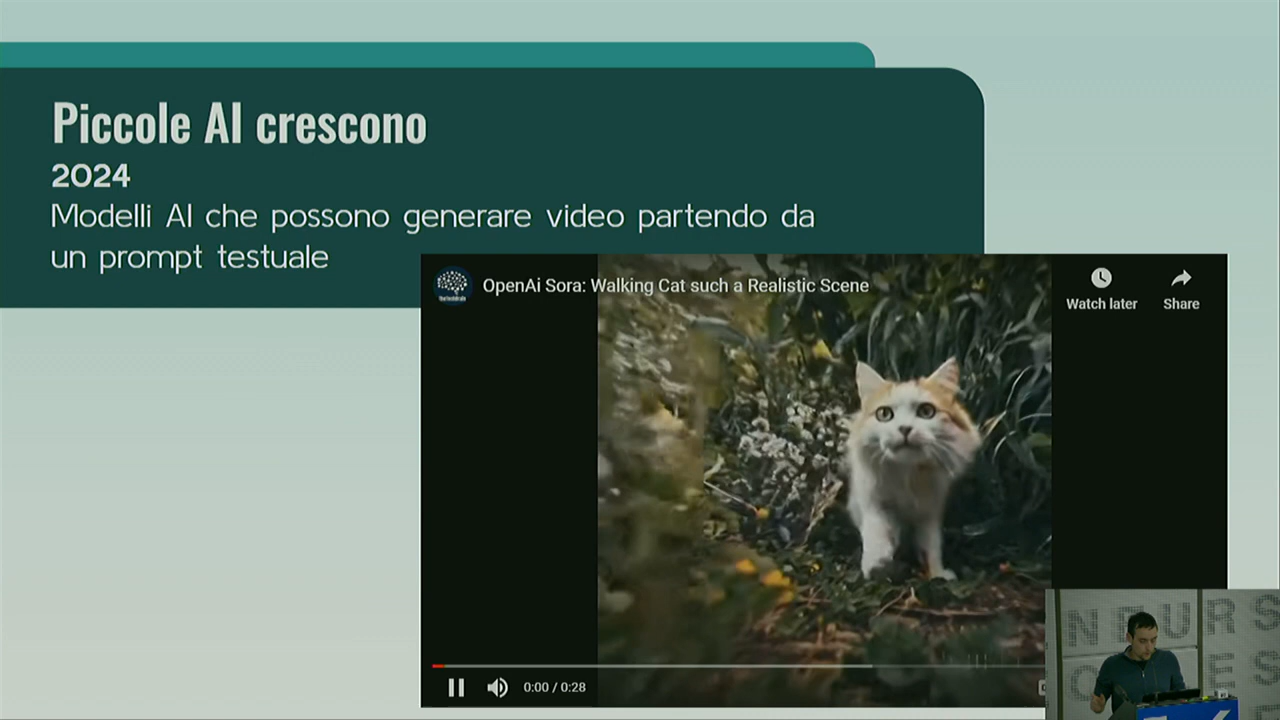 Piccole AI crescono
2024
Modelli AI che possono generare video partendo da
un prompt testuale
OpenAi Sora: Walking Cat such a Realistic Scene
Watch later
Share
0:00 / 0:28
NEURS